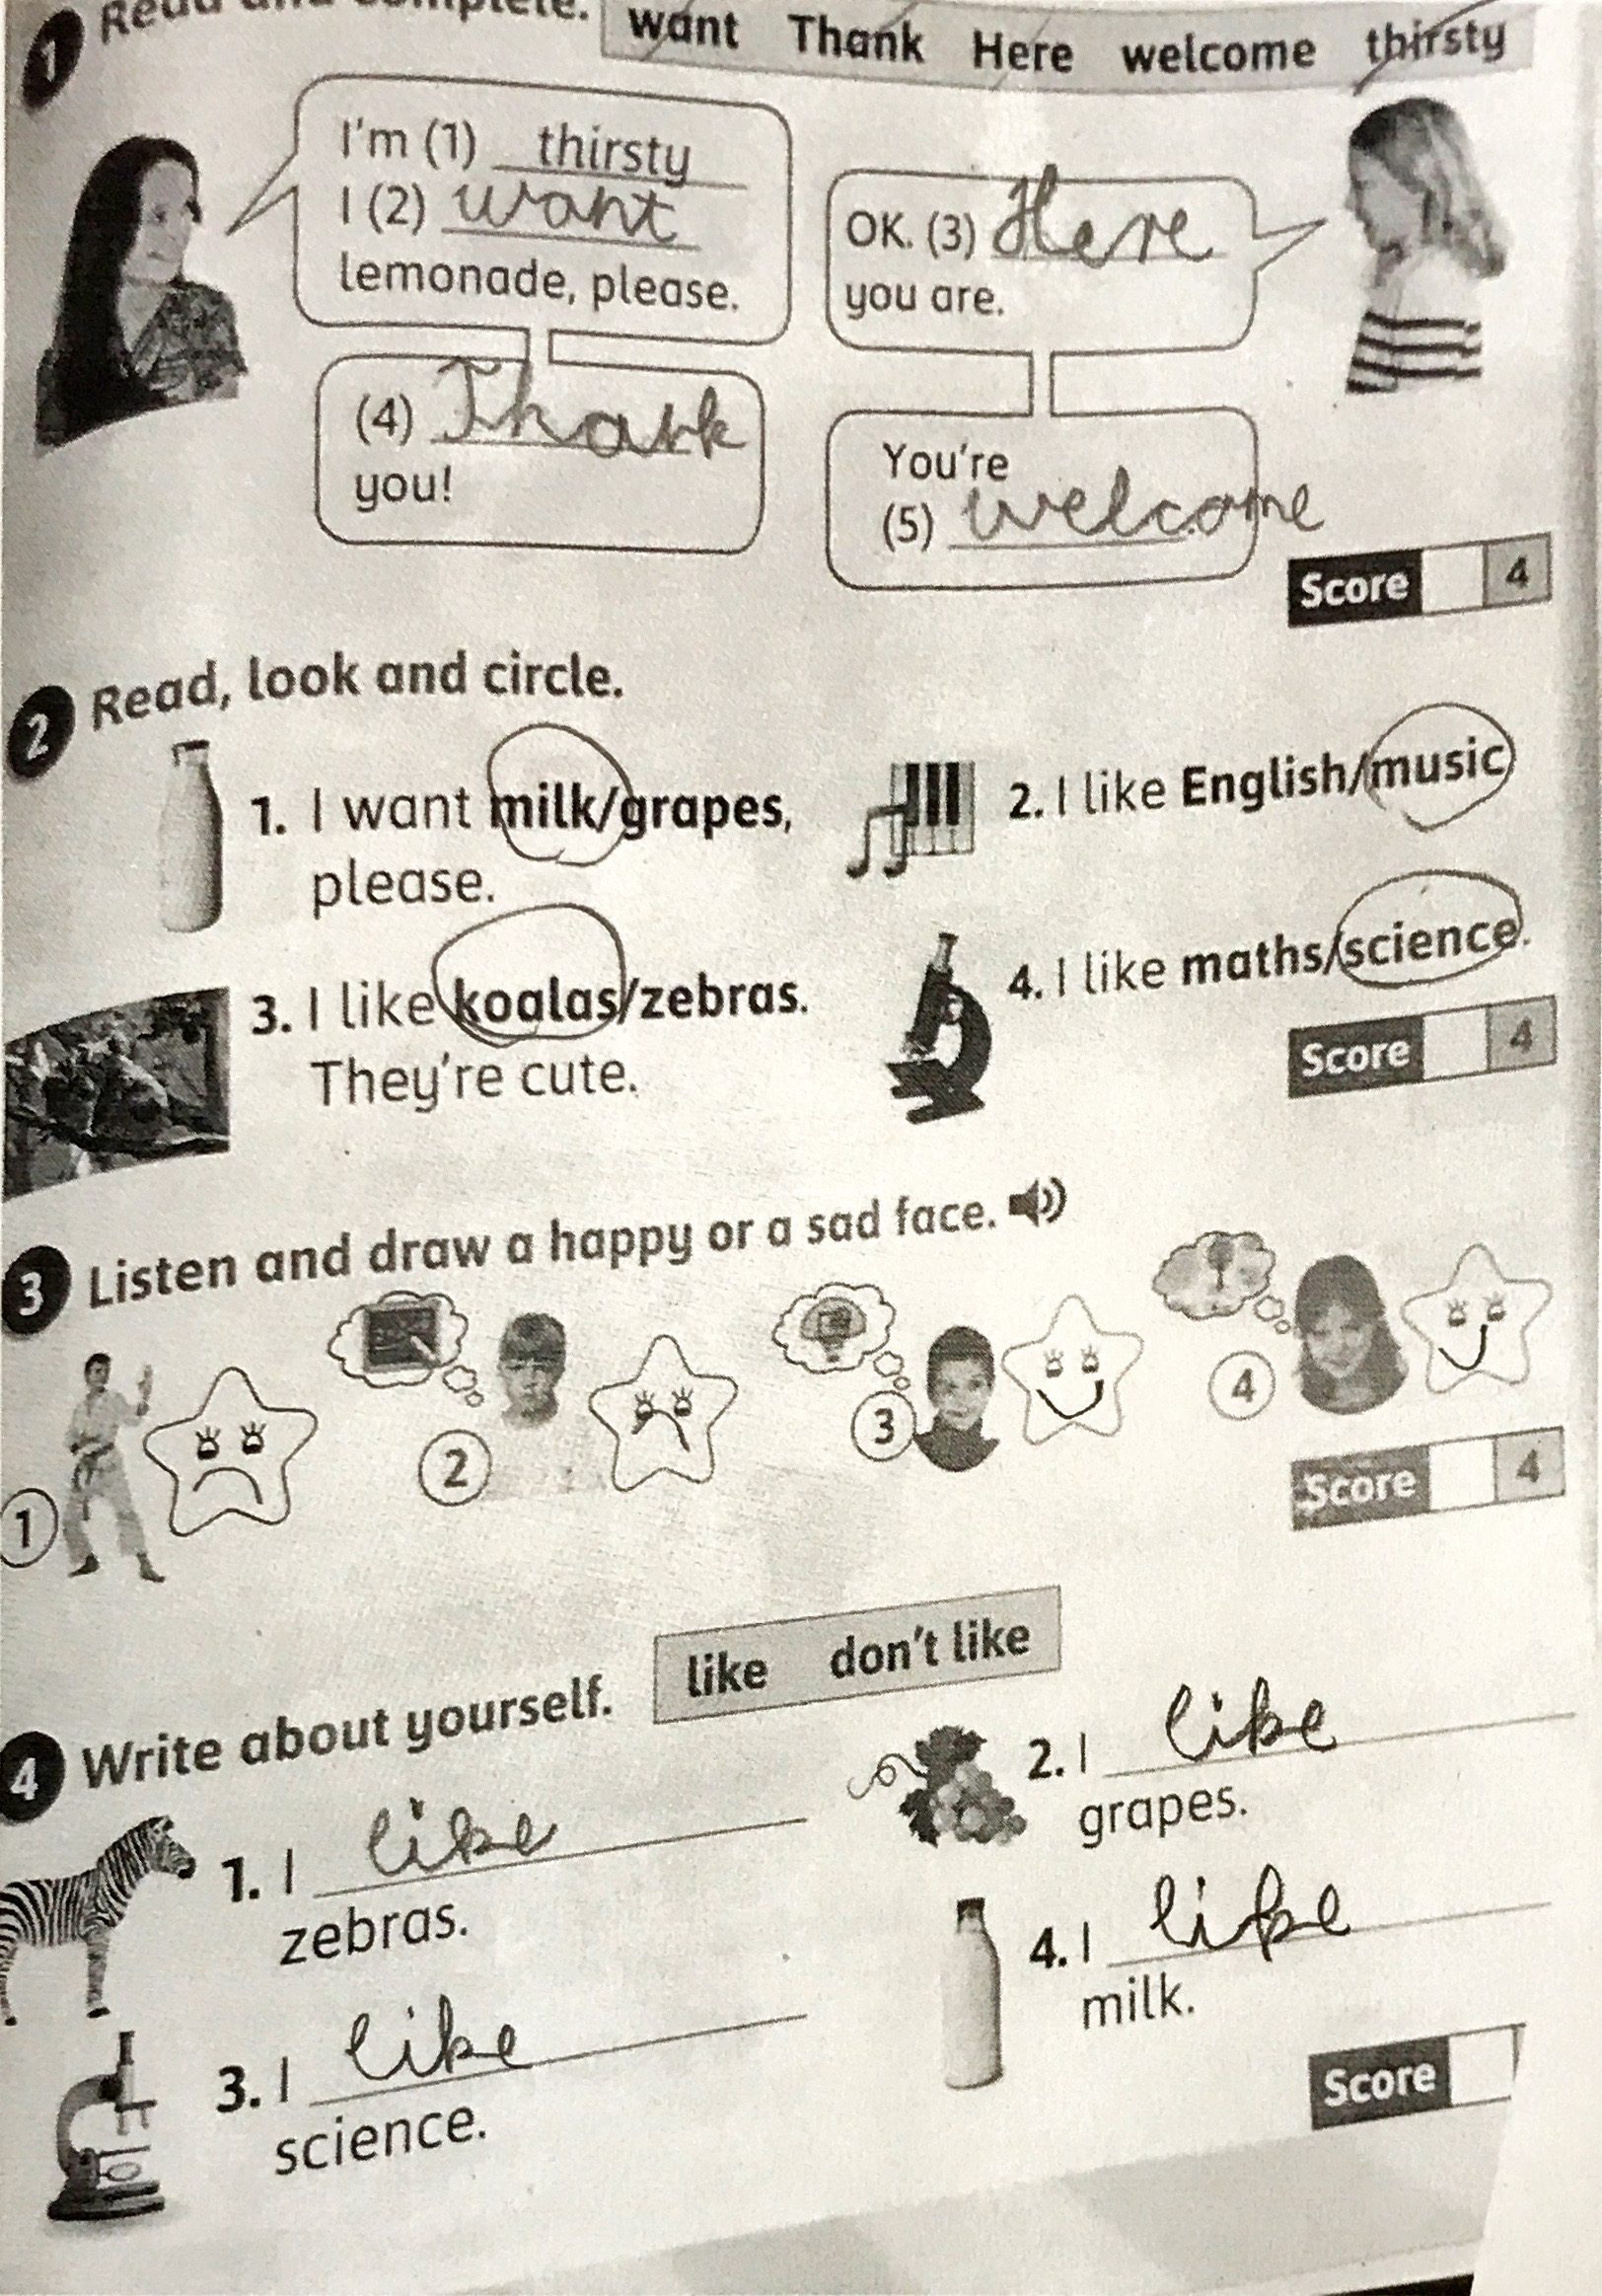 1 Read and complete.
want Thank Here welcome thirsty
I'm (1) thirsty
I (2) want
lemonade, please.
OK. (3) Here
you are.
(4) Thank
you!
You're
(5) welcome.
Score 4
2 Read, look and circle.
1. I want milk/grapes,
please.
2. I like English/music
3. I like koalas/zebras.
They're cute.
4. I like maths/science.
Score 4
3 Listen and draw a happy or a sad face.
1
2
3
4
Score 4
4 Write about yourself.
like don't like
1. I like
zebras.
2. I like
grapes.
3. I like
science.
4. I like
milk.
Score